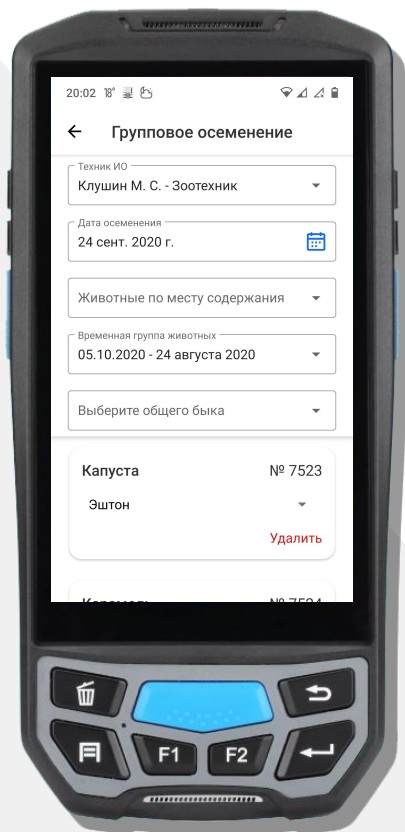 20:02 18°
Групповое осеменение
Техник ИО
Клушин М. С. - Зоотехник
Дата осеменения
24 сент. 2020 г.
Животные по месту содержания
Временная группа животных
05.10.2020 - 24 августа 2020
Выберите общего быка
Капуста № 7523
Эштон
Удалить
F1 F2